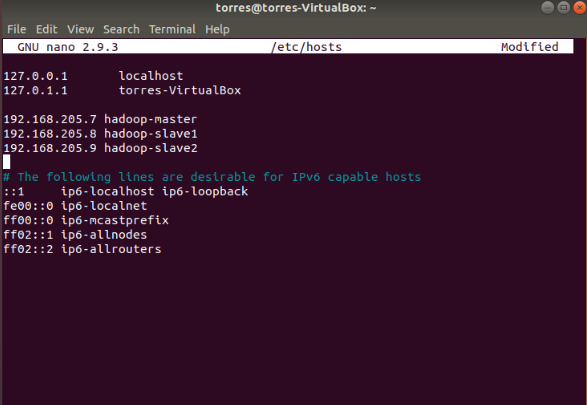 torres@torres-VirtualBox: ~
File Edit View Search Terminal Help
GNU nano 2.9.3 /etc/hosts Modified
127.0.0.1 localhost
127.0.1.1 torres-VirtualBox
192.168.205.7 hadoop-master
192.168.205.8 hadoop-slave1
192.168.205.9 hadoop-slave2
# The following lines are desirable for IPv6 capable hosts
::1 ip6-localhost ip6-loopback
fe00::0 ip6-localnet
ff00::0 ip6-mcastprefix
ff02::1 ip6-allnodes
ff02::2 ip6-allrouters